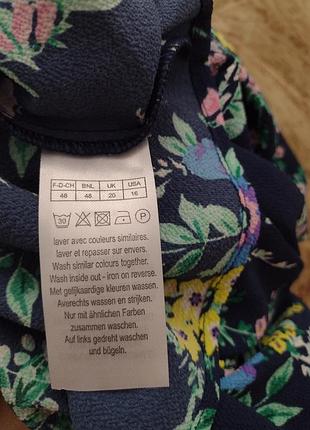 F-D-CH BNL UK USA
48 48 20 16
30 P
laver avec couleurs similaires.
laver et repasser sur envers.
Wash similar colours together.
Wash inside out - iron on reverse.
Met gelijkaardige kleuren wassen.
Averechts wassen en strijken.
Nur mit ähnlichen Farben
zusammen waschen
Auf links gedreht waschen
und bügeln.